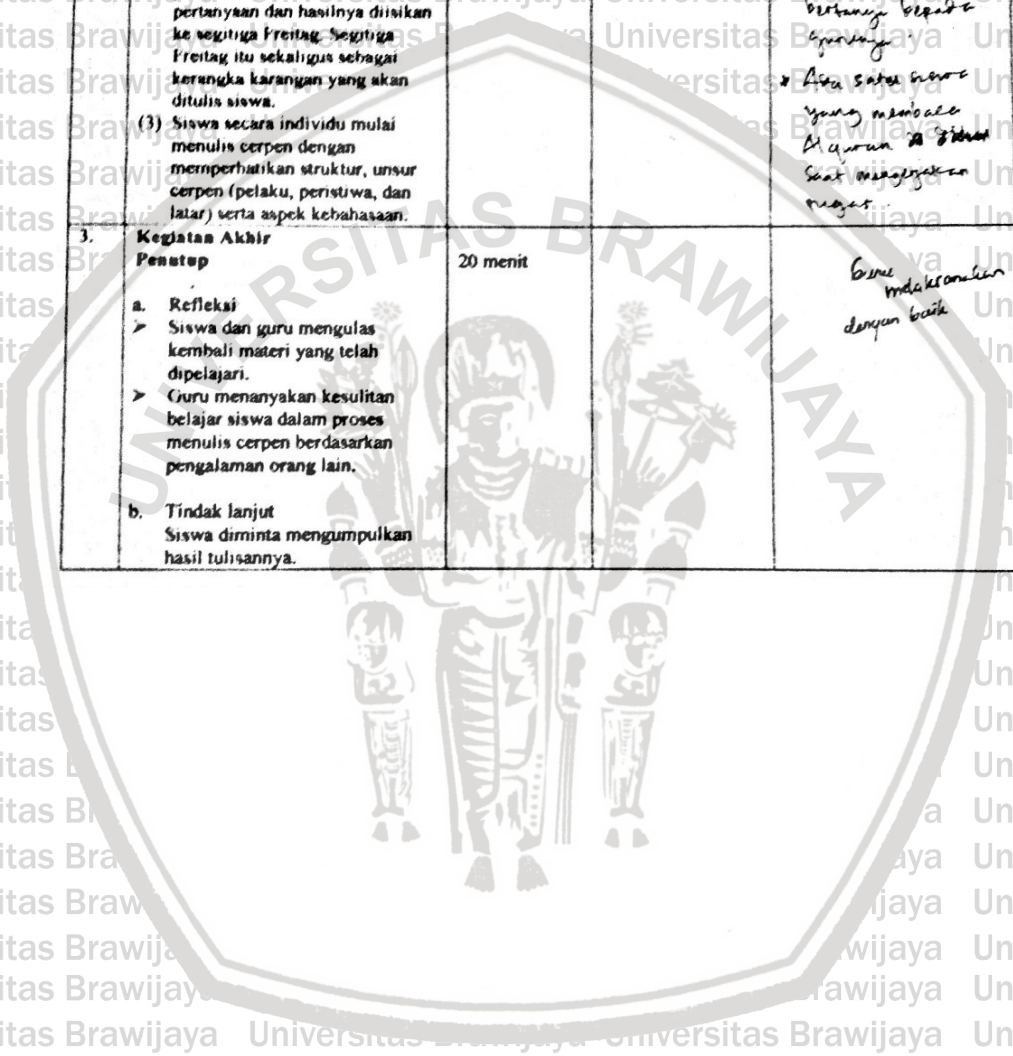 pertanyaan dan hasilnya diisikan
ke segitiga Freitag. Segitiga
Freitag itu sekaligus sebagai
kerangka karangan yang akan
ditulis siswa.
(3) Siswa secara individu mulai
menulis cerpen dengan
memperhatikan struktur, unsur
cerpen (pelaku, peristiwa, dan
latar) serta aspek kebahasaan.
bertanya kepada
gurunya.
Ada satu siswa
yang membaca
Alquran
saat mengerjakan
tugas.
3. Kegiatan Akhir
Penutup
20 menit
a. Refleksi
➤ Siswa dan guru mengulas
kembali materi yang telah
dipelajari.
➤ Guru menanyakan kesulitan
belajar siswa dalam proses
menulis cerpen berdasarkan
pengalaman orang lain.
b. Tindak lanjut
Siswa diminta mengumpulkan
hasil tulisannya.
Guru
melaksanakan
dengan baik
UNIVERSITAS BRAWIJAYA